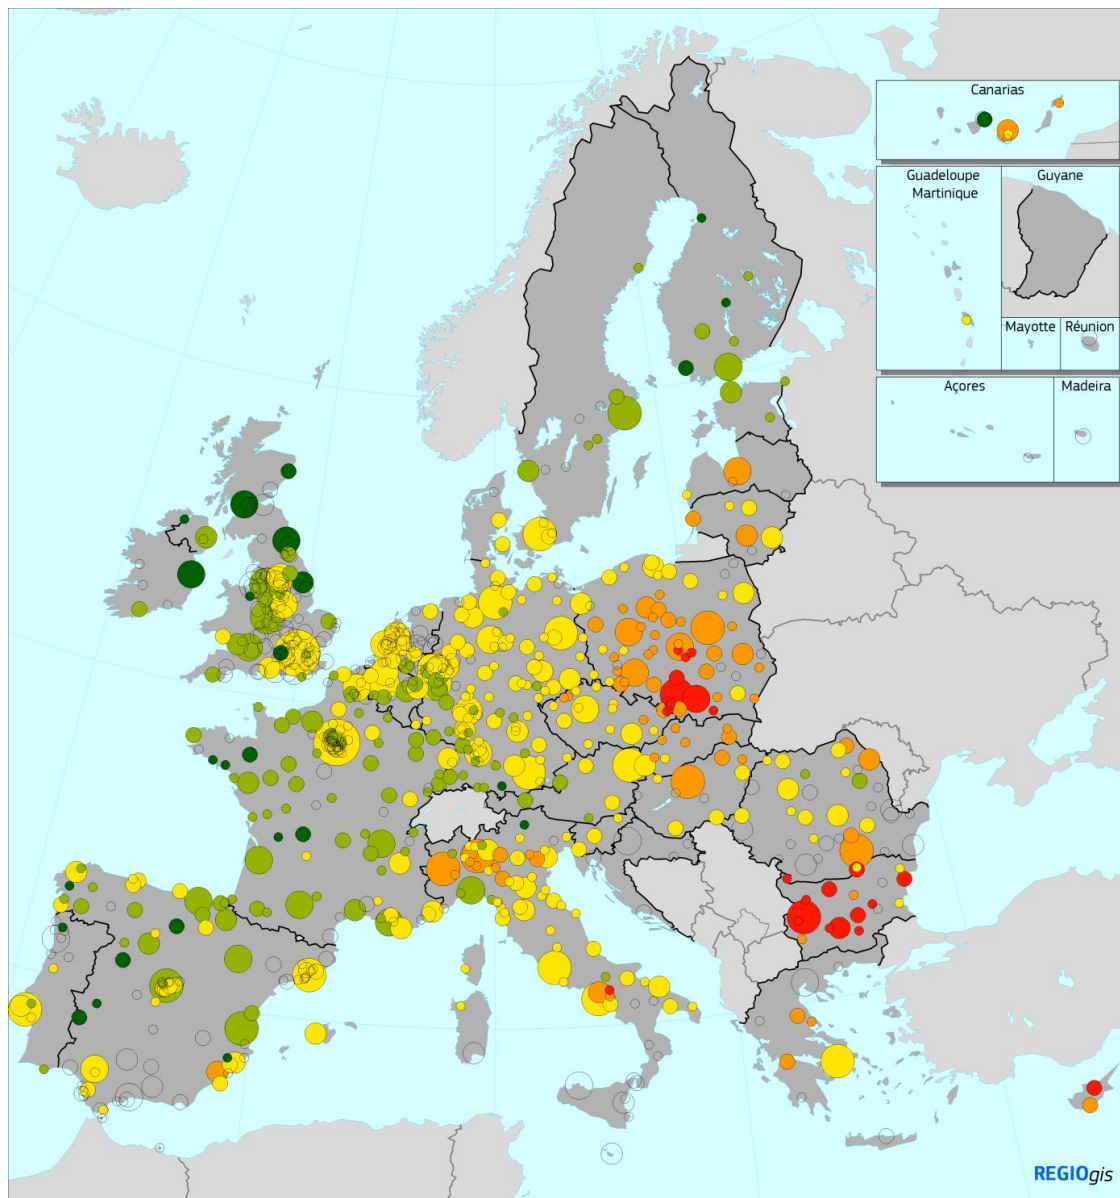 Canarias
Guadeloupe
Martinique
Guyane
Mayotte
Réunion
Açores
Madeira
REGIOgis